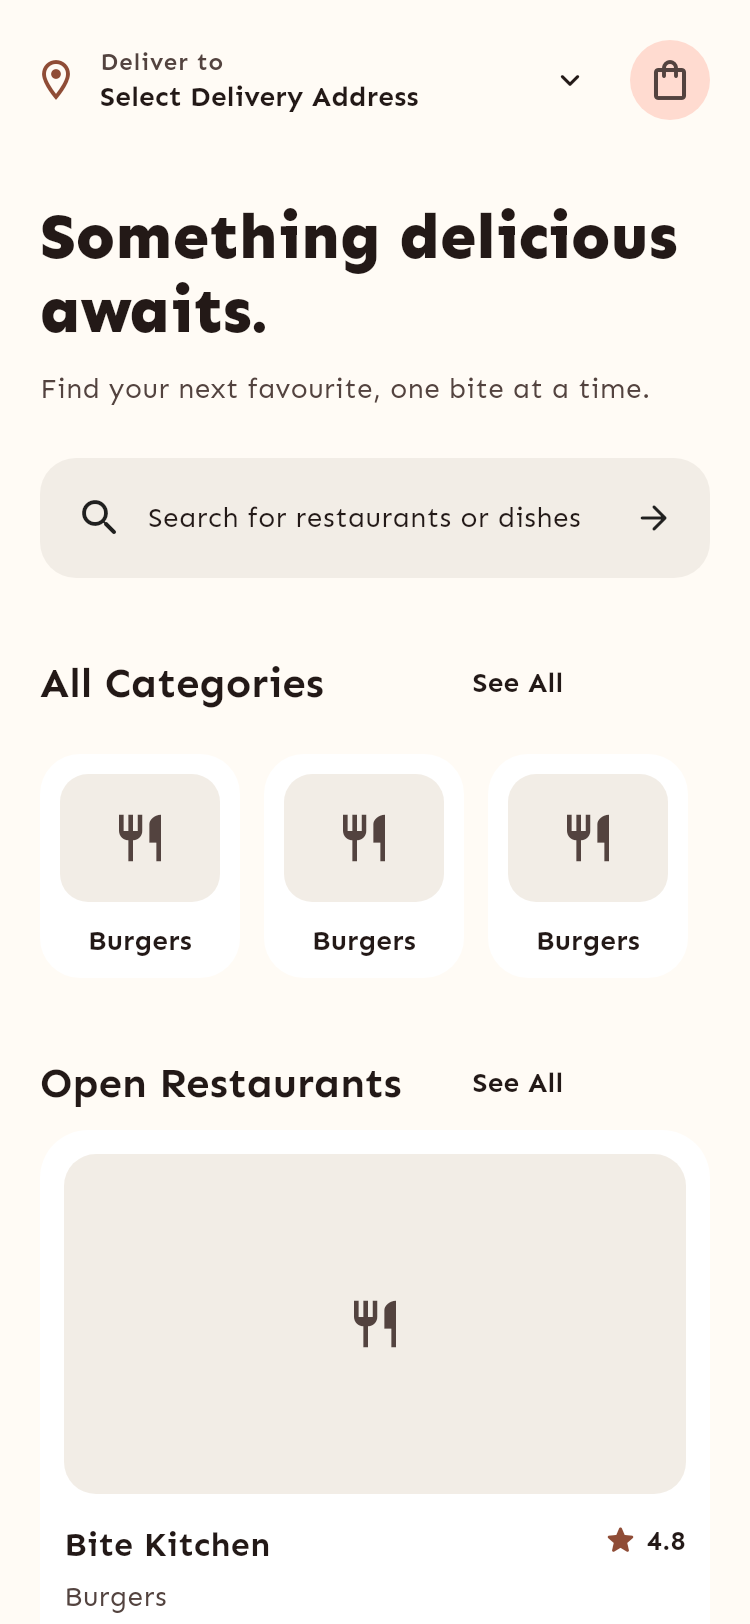 Deliver to
Select Delivery Address
Something delicious
awaits.
Find your next favourite, one bite at a time.
Search for restaurants or dishes
All Categories
See All
Burgers
Burgers
Burgers
Open Restaurants
See All
Bite Kitchen
4.8
Burgers